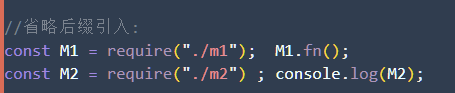 //省略后缀引入:
const M1 = require("./m1");  M1.fn();
const M2 = require("./m2") ; console.log(M2);